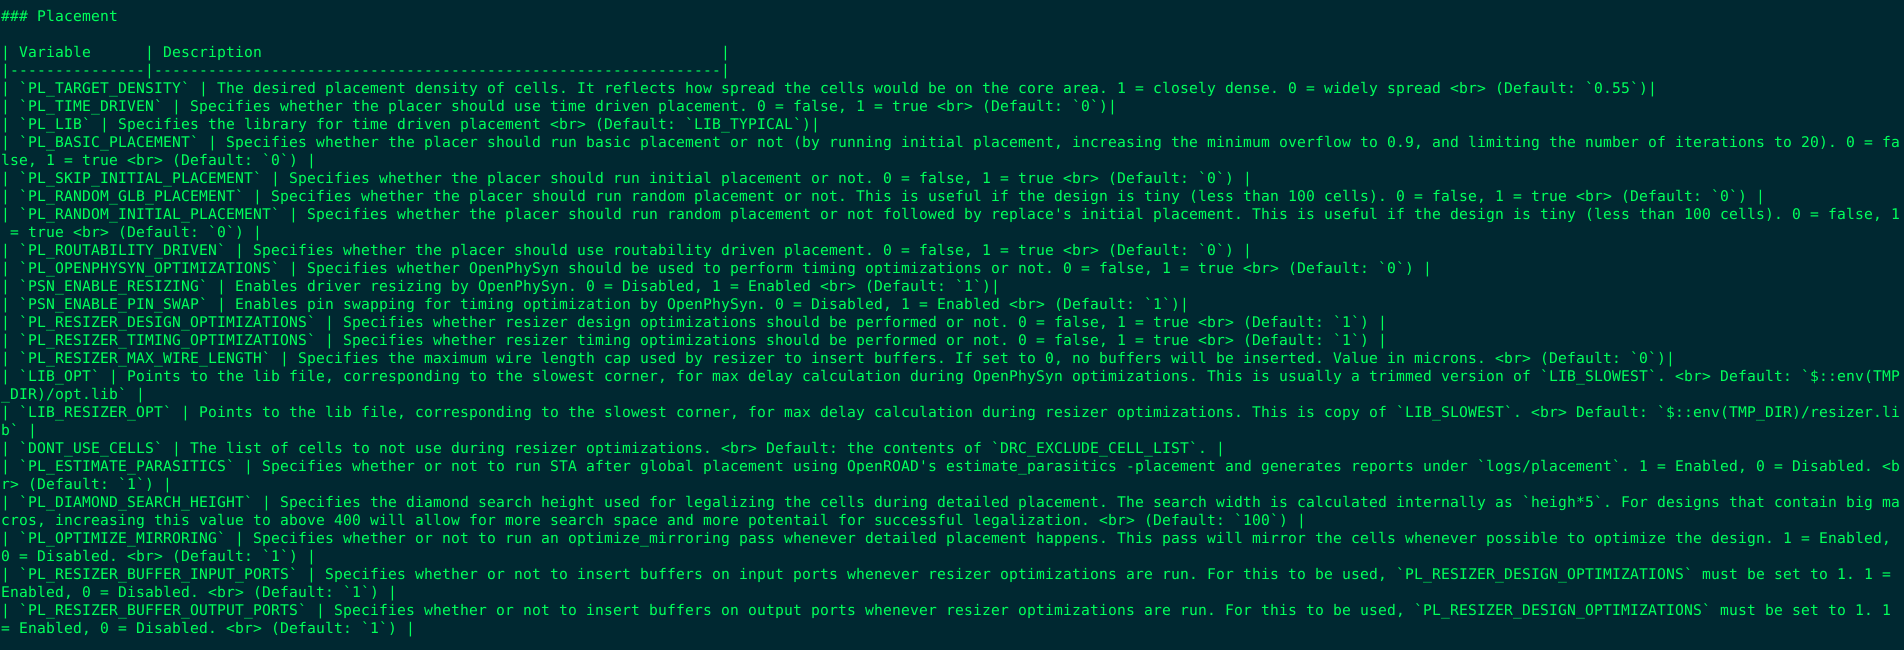 ### Placement
| Variable      | Description                                                   |
|---------------|---------------------------------------------------------------|
| `PL_TARGET_DENSITY` | The desired placement density of cells. It reflects how spread the cells would be on the core area. 1 = closely dense. 0 = widely spread <br> (Default: `0.55`)|
| `PL_TIME_DRIVEN` | Specifies whether the placer should use time driven placement. 0 = false, 1 = true <br> (Default: `0`)|
| `PL_LIB` | Specifies the library for time driven placement <br> (Default: `LIB_TYPICAL`)|
| `PL_BASIC_PLACEMENT` | Specifies whether the placer should run basic placement or not (by running initial placement, increasing the minimum overflow to 0.9, and limiting the number of iterations to 20). 0 = fa
lse, 1 = true <br> (Default: `0`) |
| `PL_SKIP_INITIAL_PLACEMENT` | Specifies whether the placer should run initial placement or not. 0 = false, 1 = true <br> (Default: `0`) |
| `PL_RANDOM_GLB_PLACEMENT` | Specifies whether the placer should run random placement or not. This is useful if the design is tiny (less than 100 cells). 0 = false, 1 = true <br> (Default: `0`) |
| `PL_RANDOM_INITIAL_PLACEMENT` | Specifies whether the placer should run random placement or not followed by replace's initial placement. This is useful if the design is tiny (less than 100 cells). 0 = false, 1
 = true <br> (Default: `0`) |
| `PL_ROUTABILITY_DRIVEN` | Specifies whether the placer should use routability driven placement. 0 = false, 1 = true <br> (Default: `0`) |
| `PL_OPENPHYSYN_OPTIMIZATIONS` | Specifies whether OpenPhySyn should be used to perform timing optimizations or not. 0 = false, 1 = true <br> (Default: `0`) |
| `PSN_ENABLE_RESIZING` | Enables driver resizing by OpenPhySyn. 0 = Disabled, 1 = Enabled <br> (Default: `1`)|
| `PSN_ENABLE_PIN_SWAP` | Enables pin swapping for timing optimization by OpenPhySyn. 0 = Disabled, 1 = Enabled <br> (Default: `1`)|
| `PL_RESIZER_DESIGN_OPTIMIZATIONS` | Specifies whether resizer design optimizations should be performed or not. 0 = false, 1 = true <br> (Default: `1`) |
| `PL_RESIZER_TIMING_OPTIMIZATIONS` | Specifies whether resizer timing optimizations should be performed or not. 0 = false, 1 = true <br> (Default: `1`) |
| `PL_RESIZER_MAX_WIRE_LENGTH` | Specifies the maximum wire length cap used by resizer to insert buffers. If set to 0, no buffers will be inserted. Value in microns. <br> (Default: `0`)|
| `LIB_OPT` | Points to the lib file, corresponding to the slowest corner, for max delay calculation during OpenPhySyn optimizations. This is usually a trimmed version of `LIB_SLOWEST`. <br> Default: `$::env(TMP
_DIR)/opt.lib` |
| `LIB_RESIZER_OPT` | Points to the lib file, corresponding to the slowest corner, for max delay calculation during resizer optimizations. This is copy of `LIB_SLOWEST`. <br> Default: `$::env(TMP_DIR)/resizer.li
b` |
| `DONT_USE_CELLS` | The list of cells to not use during resizer optimizations. <br> Default: the contents of `DRC_EXCLUDE_CELL_LIST`. |
| `PL_ESTIMATE_PARASITICS` | Specifies whether or not to run STA after global placement using OpenROAD's estimate_parasitics -placement and generates reports under `logs/placement`. 1 = Enabled, 0 = Disabled. <b
r> (Default: `1`) |
| `PL_DIAMOND_SEARCH_HEIGHT` | Specifies the diamond search height used for legalizing the cells during detailed placement. The search width is calculated internally as `heigh*5`. For designs that contain big ma
cros, increasing this value to above 400 will allow for more search space and more potentail for successful legalization. <br> (Default: `100`) |
| `PL_OPTIMIZE_MIRRORING` | Specifies whether or not to run an optimize_mirroring pass whenever detailed placement happens. This pass will mirror the cells whenever possible to optimize the design. 1 = Enabled,
0 = Disabled. <br> (Default: `1`) |
| `PL_RESIZER_BUFFER_INPUT_PORTS` | Specifies whether or not to insert buffers on input ports whenever resizer optimizations are run. For this to be used, `PL_RESIZER_DESIGN_OPTIMIZATIONS` must be set to 1. 1 =
Enabled, 0 = Disabled. <br> (Default: `1`) |
| `PL_RESIZER_BUFFER_OUTPUT_PORTS` | Specifies whether or not to insert buffers on output ports whenever resizer optimizations are run. For this to be used, `PL_RESIZER_DESIGN_OPTIMIZATIONS` must be set to 1. 1
= Enabled, 0 = Disabled. <br> (Default: `1`) |